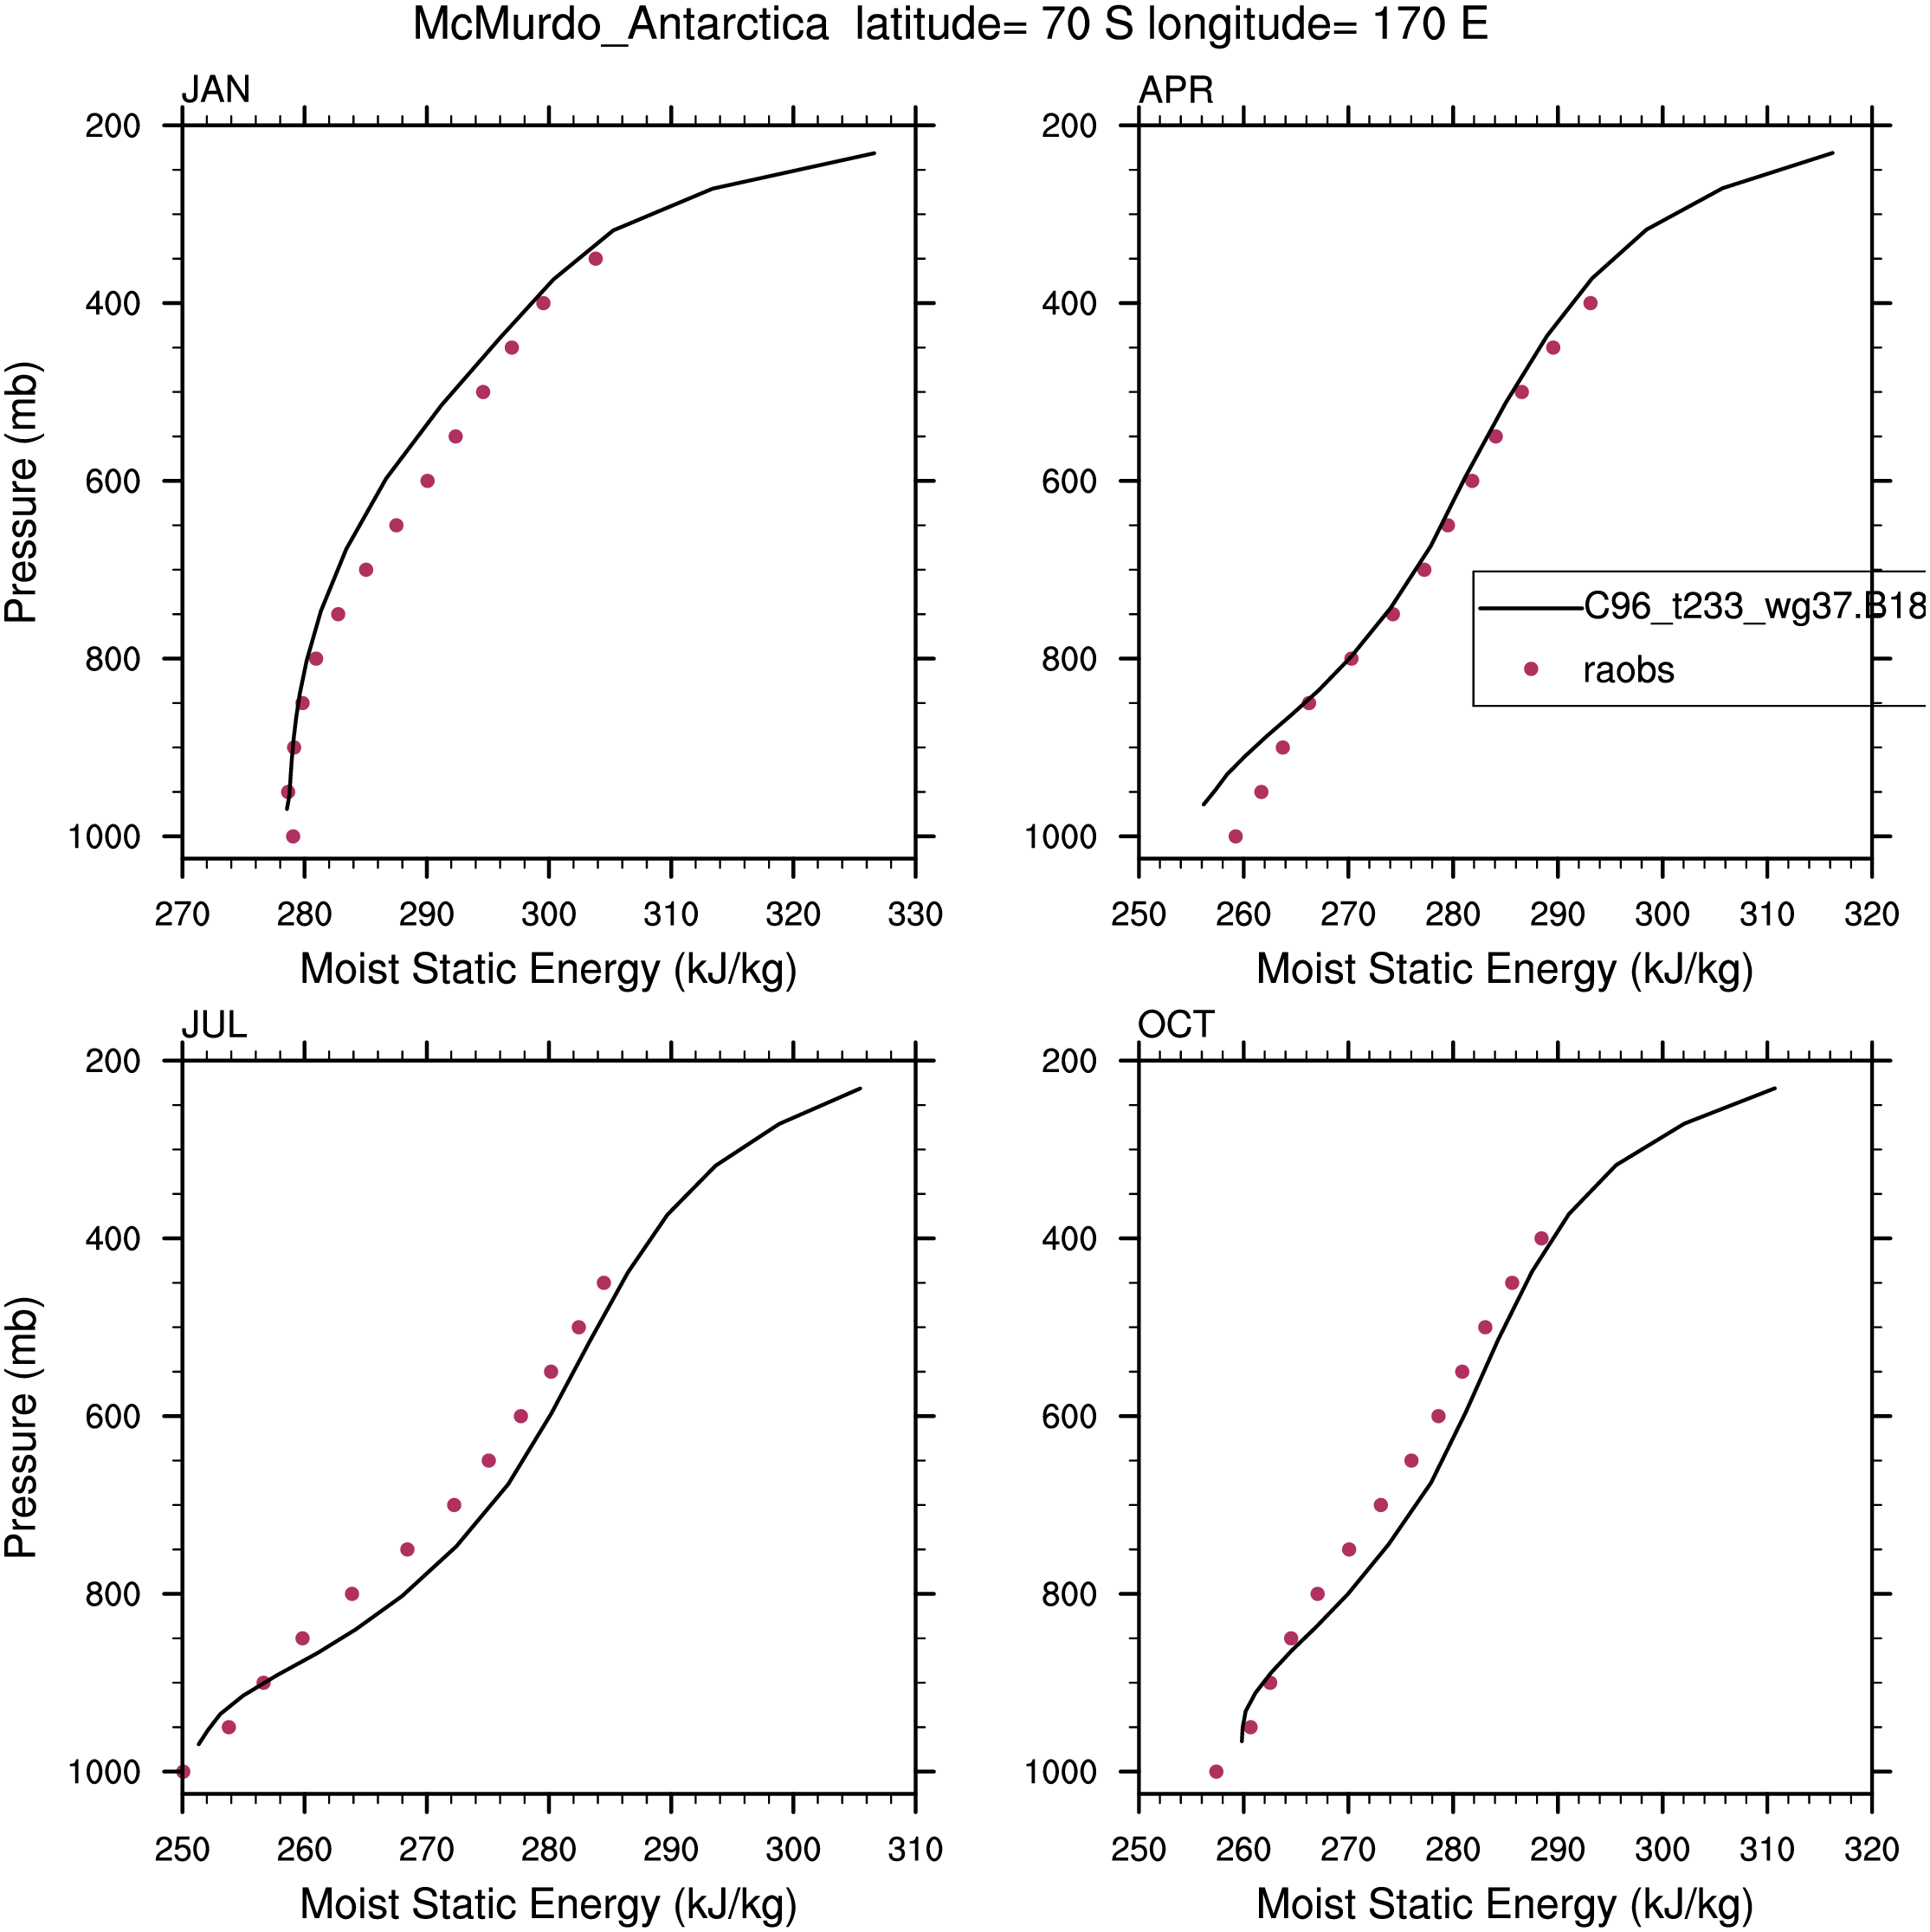 McMurdo_Antarctica latitude= 70 S longitude= 170 E
JAN
200
400
600
800
1000
Pressure (mb)
270 280 290 300 310 320 330
Moist Static Energy (kJ/kg)
APR
200
400
600
800
1000
C96_t233_wg37.B18
raobs
250 260 270 280 290 300 310 320
Moist Static Energy (kJ/kg)
JUL
200
400
600
800
1000
Pressure (mb)
250 260 270 280 290 300 310
Moist Static Energy (kJ/kg)
OCT
200
400
600
800
1000
250 260 270 280 290 300 310 320
Moist Static Energy (kJ/kg)